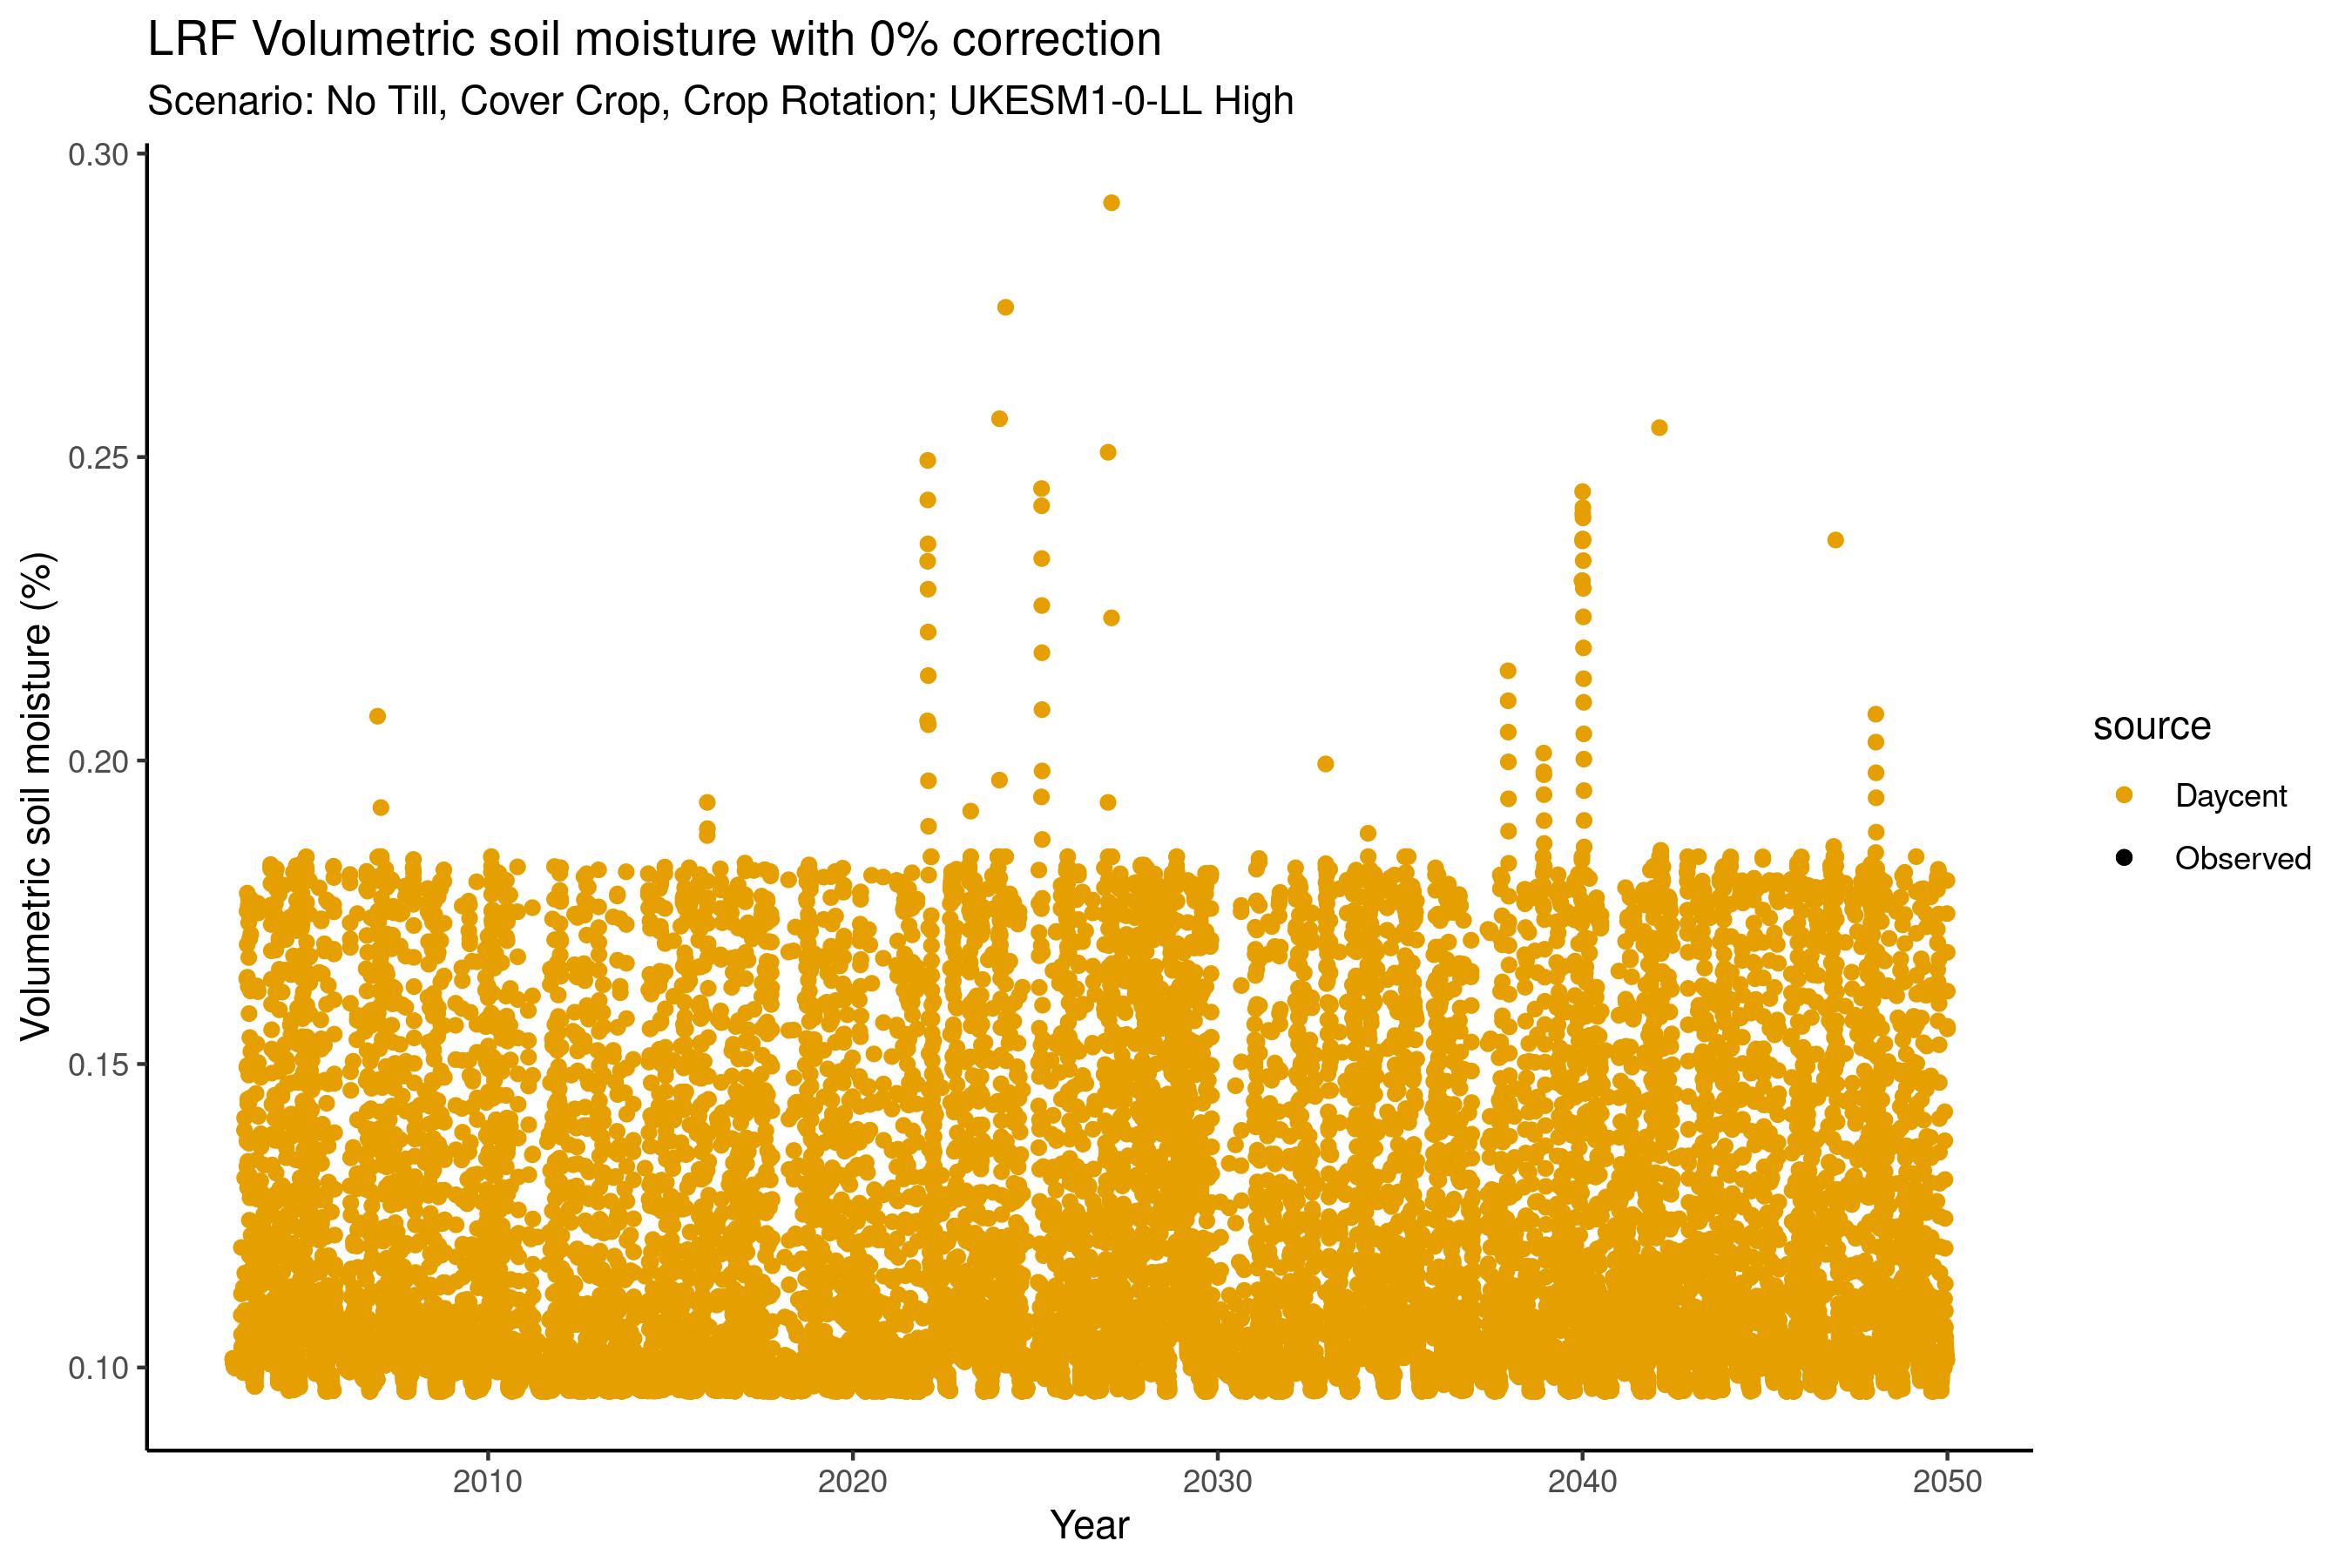 LRF Volumetric soil moisture with 0% correction
Scenario: No Till, Cover Crop, Crop Rotation; UKESM1-0-LL High
0.30
0.25
0.20
0.15
0.10
Volumetric soil moisture (%)
2010 2020 2030 2040 2050
Year
source
Daycent
Observed